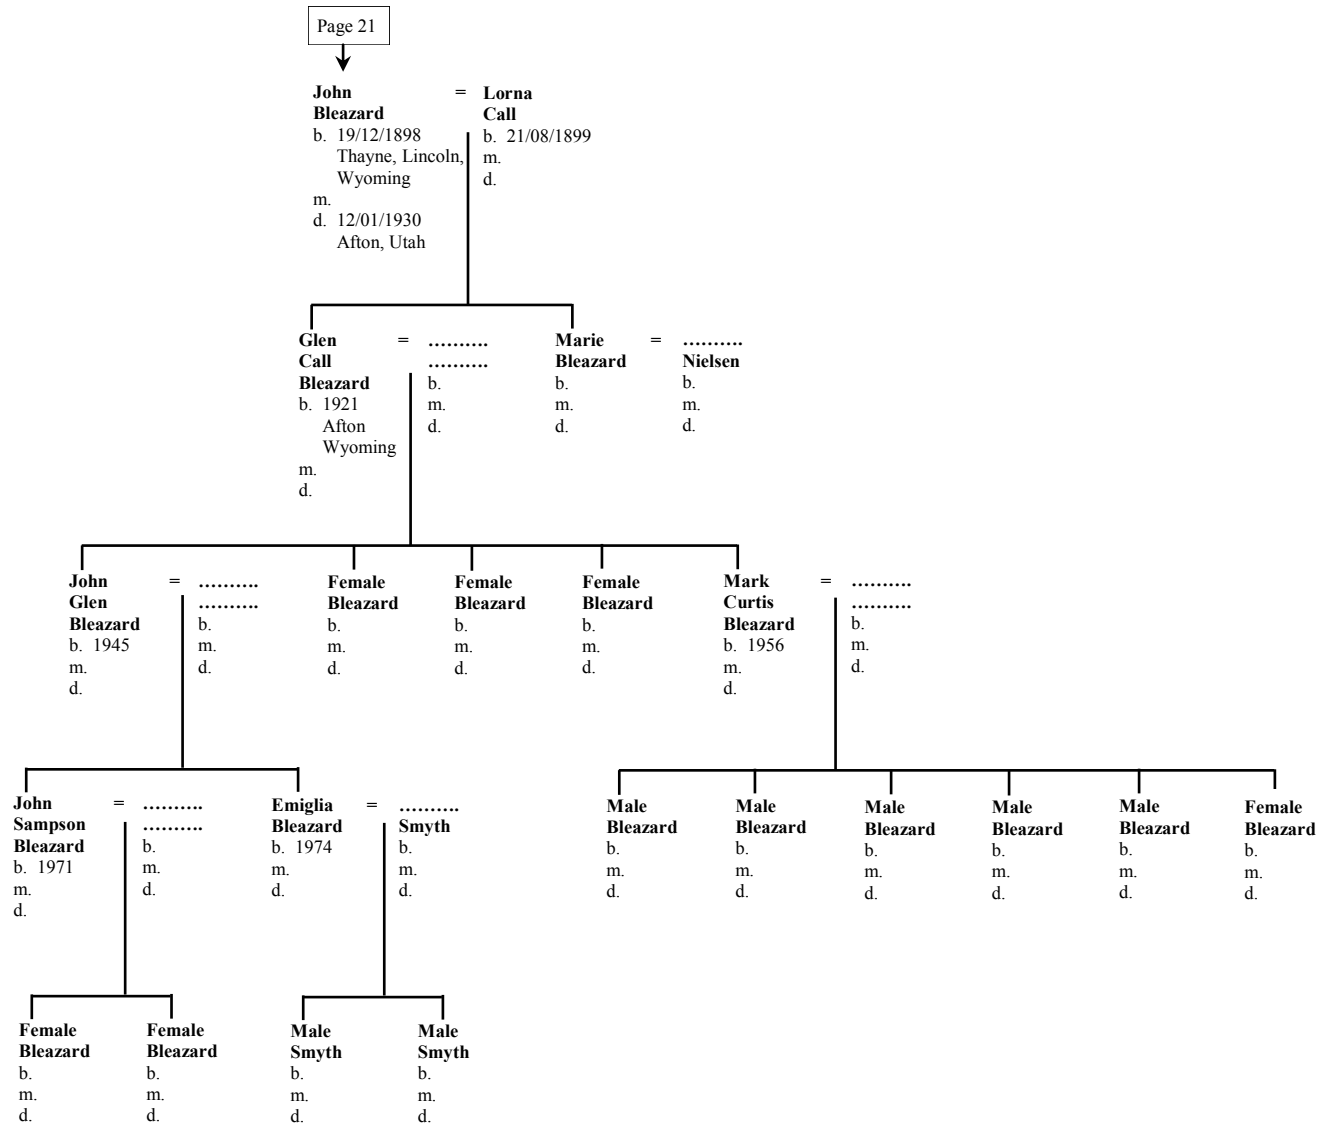 Page 21
John
Bleazard
b. 19/12/1898
Thayne, Lincoln,
Wyoming
m.
d. 12/01/1930
Afton, Utah
=
Lorna
Call
b. 21/08/1899
m.
d.
Glen
Call
Bleazard
b. 1921
Afton
Wyoming
m.
d.
=
……….
……….
b.
m.
d.
Marie
Bleazard
b.
m.
d.
=
……….
Nielsen
b.
m.
d.
John
Glen
Bleazard
b. 1945
m.
d.
=
……….
……….
b.
m.
d.
Female
Bleazard
b.
m.
d.
Female
Bleazard
b.
m.
d.
Female
Bleazard
b.
m.
d.
Mark
Curtis
Bleazard
b. 1956
m.
d.
=
……….
……….
b.
m.
d.
John
Sampson
Bleazard
b. 1971
m.
d.
=
……….
……….
b.
m.
d.
Emiglia
Bleazard
b. 1974
m.
d.
=
……….
Smyth
b.
m.
d.
Male
Bleazard
b.
m.
d.
Male
Bleazard
b.
m.
d.
Male
Bleazard
b.
m.
d.
Male
Bleazard
b.
m.
d.
Male
Bleazard
b.
m.
d.
Female
Bleazard
b.
m.
d.
Female
Bleazard
b.
m.
d.
Female
Bleazard
b.
m.
d.
Male
Smyth
b.
m.
d.
Male
Smyth
b.
m.
d.